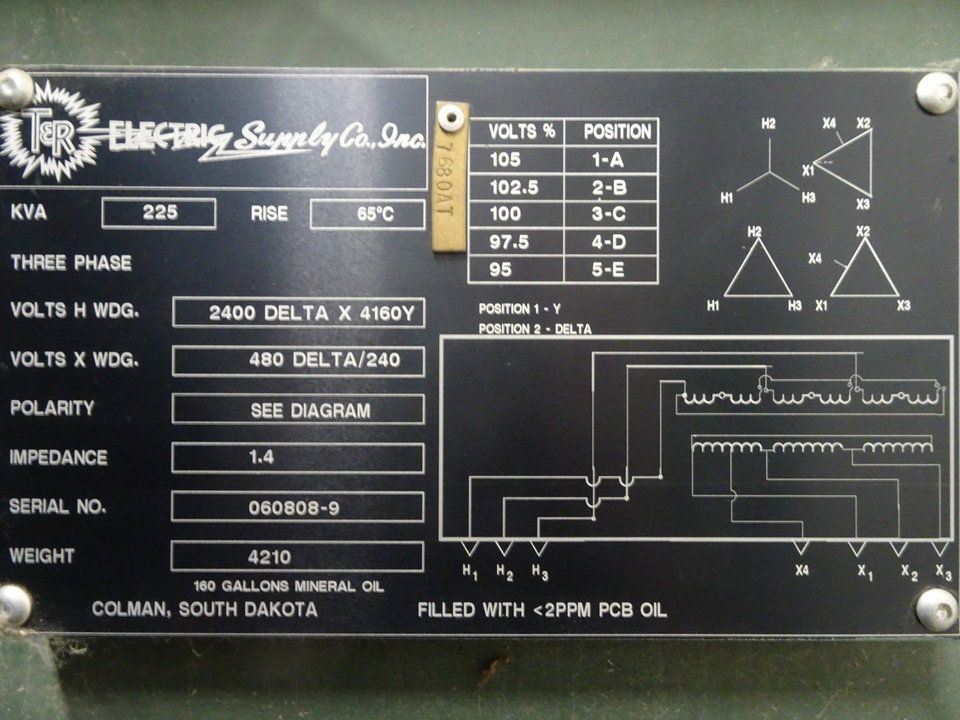 T&R ELECTRIC Supply Co., Inc.
7680AT
KVA 225 RISE 65°C
THREE PHASE
VOLTS H WDG. 2400 DELTA X 4160Y
VOLTS X WDG. 480 DELTA/240
POLARITY SEE DIAGRAM
IMPEDANCE 1.4
SERIAL NO. 060808-9
WEIGHT 4210
160 GALLONS MINERAL OIL
COLMAN, SOUTH DAKOTA
FILLED WITH <2PPM PCB OIL
VOLTS % POSITION
105 1-A
102.5 2-B
100 3-C
97.5 4-D
95 5-E
POSITION 1 - Y
POSITION 2 - DELTA
H2 X4 X2
X1
H1 H3 X3
H2 X2
X4
H1 H3 X1 X3
H1 H2 H3 X4 X1 X2 X3